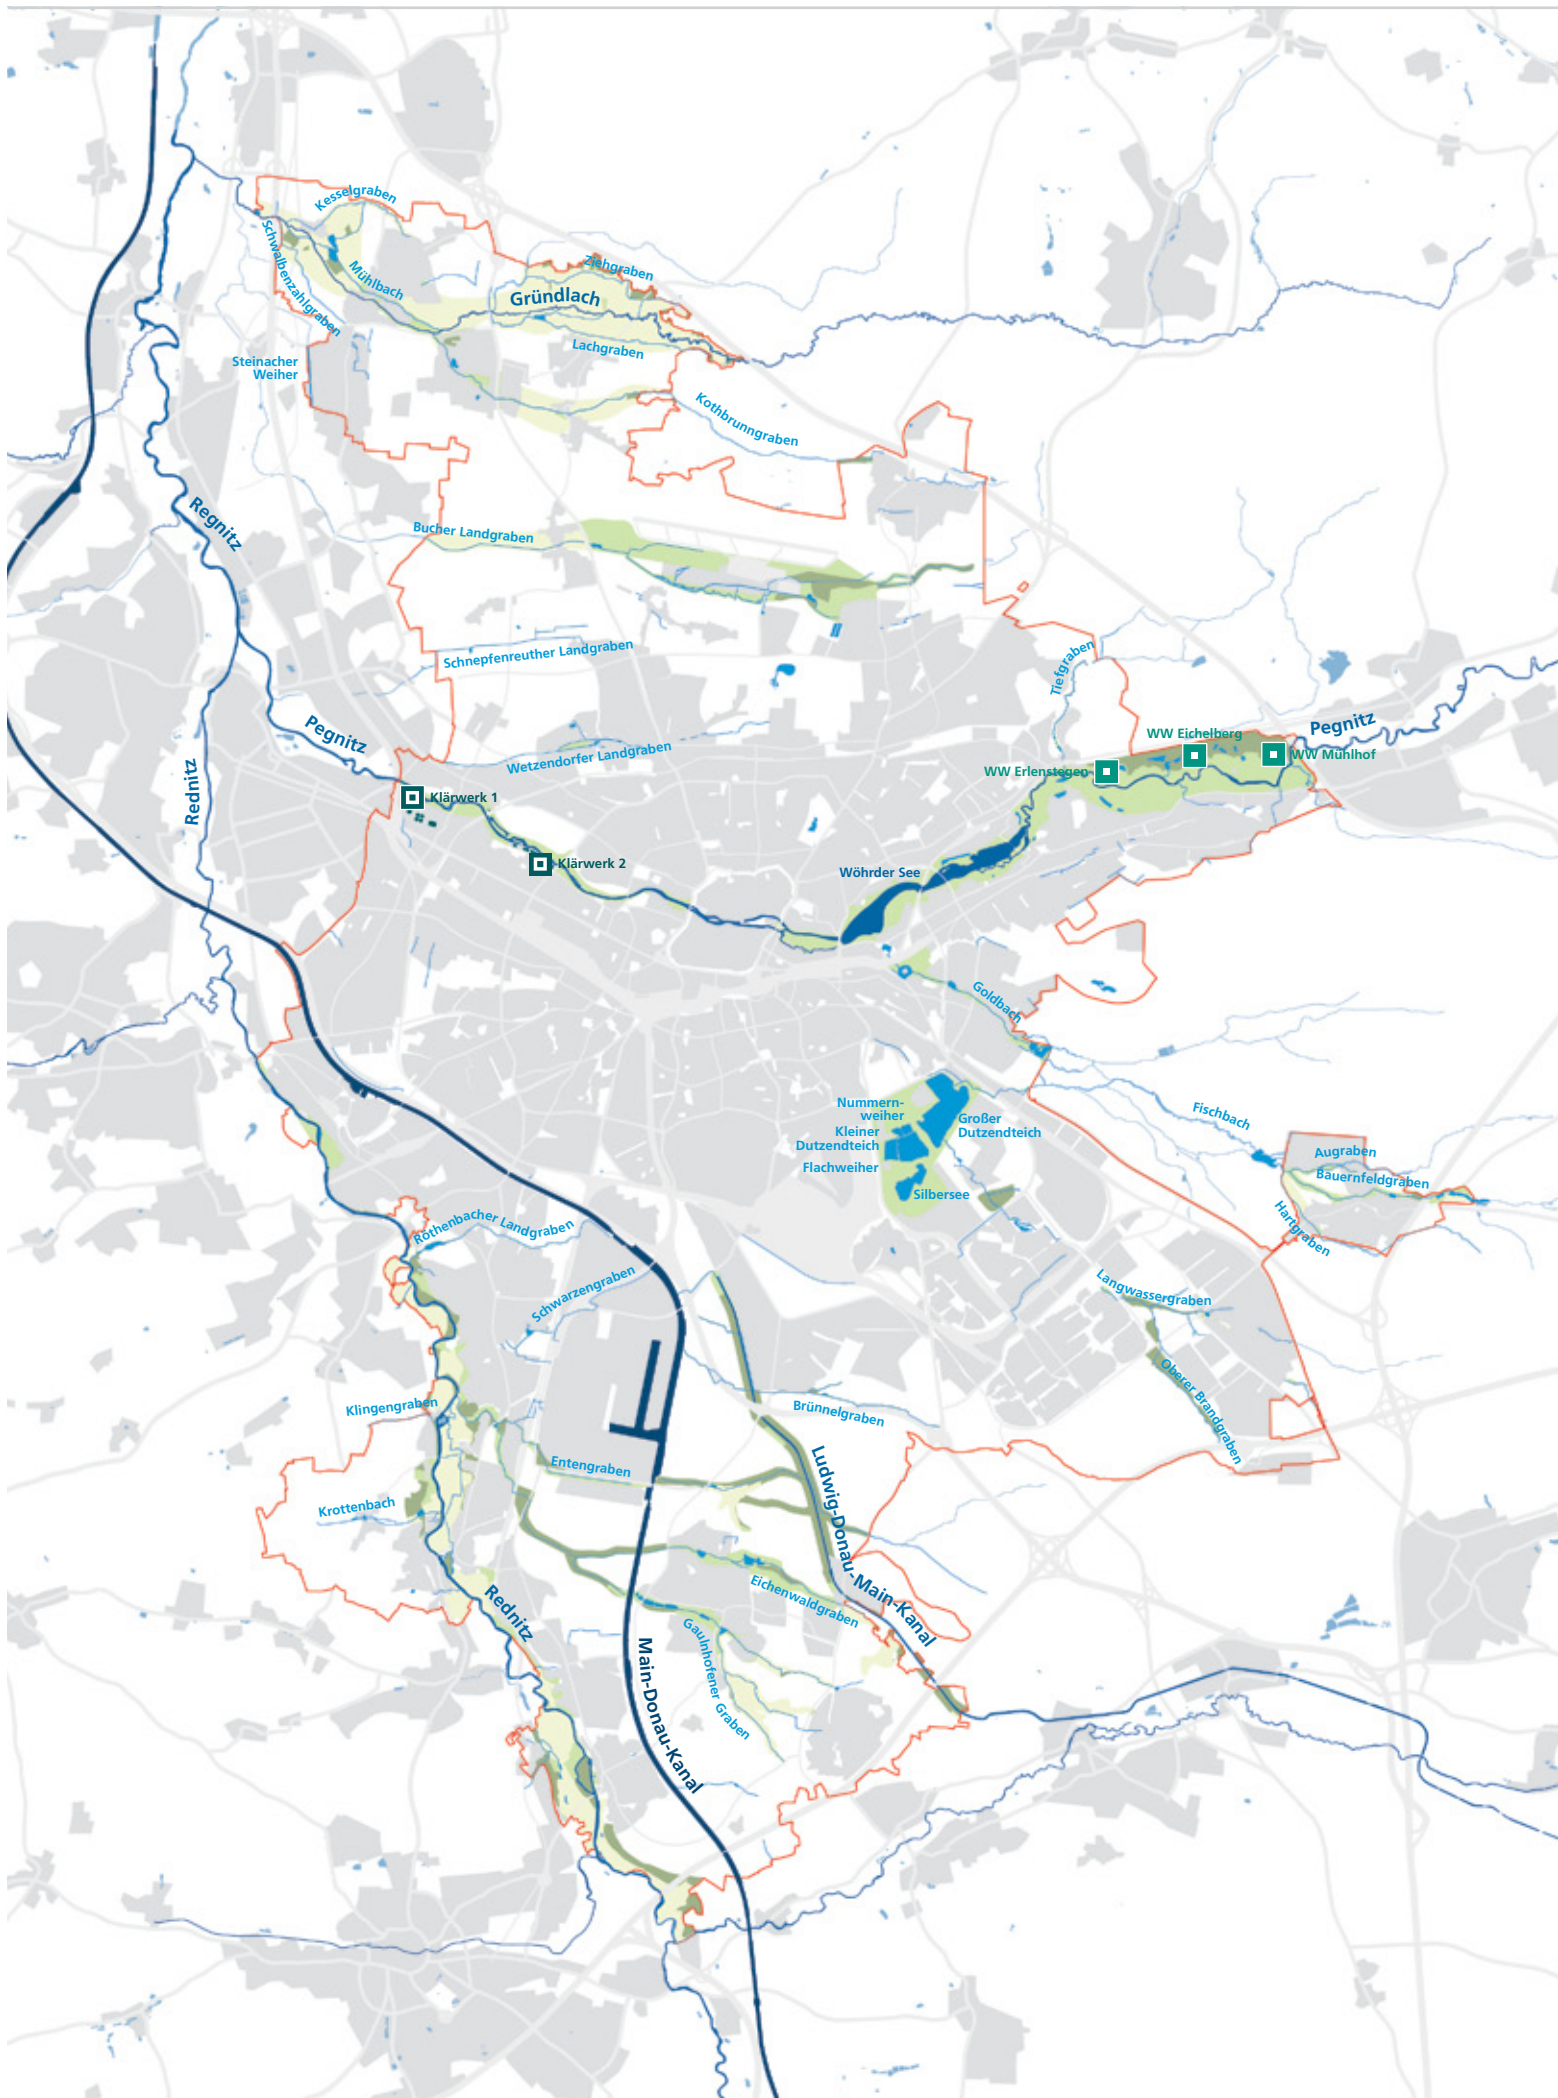 Kesselgraben
Schwalbenzahlgraben
Mühlbach
Ziehgraben
Gründlach
Lachgraben
Steinacher
Weiher
Kothbrunngraben
Regnitz
Bucher Landgraben
Schnepfenreuther Landgraben
Tiefgraben
Pegnitz
Wetzendorfer Landgraben
WW Eichelberg
Pegnitz
WW Mühlhof
WW Erlenstegen
Rednitz
Klärwerk 1
Klärwerk 2
Wöhrder See
Goldbach
Nummern-
weiher
Kleiner
Dutzendteich
Flachweiher
Großer
Dutzendteich
Silbersee
Fischbach
Augraben
Bauernfeldgraben
Hartgraben
Röthenbacher Landgraben
Schwarzengraben
Langwassergraben
Oberer Brandgraben
Klingengraben
Brünnelgraben
Entengraben
Krottenbach
Ludwig-Donau-Main-Kanal
Eichenwaldgraben
Rednitz
Gaulnhofener Graben
Main-Donau-Kanal